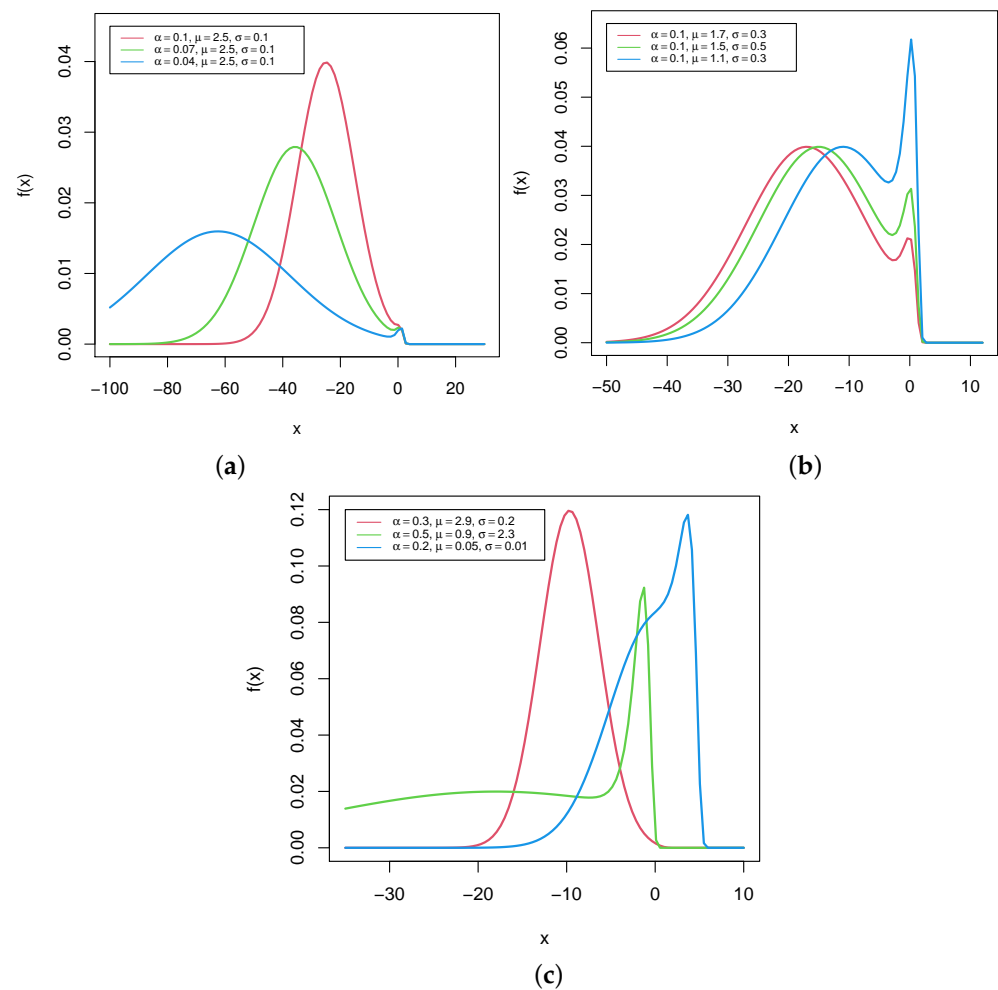 α = 0.1, μ = 2.5, σ = 0.1
α = 0.07, μ = 2.5, σ = 0.1
α = 0.04, μ = 2.5, σ = 0.1
f(x)
0.00 0.01 0.02 0.03 0.04
−100 −80 −60 −40 −20 0 20
x
(a)
α = 0.1, μ = 1.7, σ = 0.3
α = 0.1, μ = 1.5, σ = 0.5
α = 0.1, μ = 1.1, σ = 0.3
f(x)
0.00 0.01 0.02 0.03 0.04 0.05 0.06
−50 −40 −30 −20 −10 0 10
x
(b)
α = 0.3, μ = 2.9, σ = 0.2
α = 0.5, μ = 0.9, σ = 2.3
α = 0.2, μ = 0.05, σ = 0.01
f(x)
0.00 0.02 0.04 0.06 0.08 0.10 0.12
−30 −20 −10 0 10
x
(c)